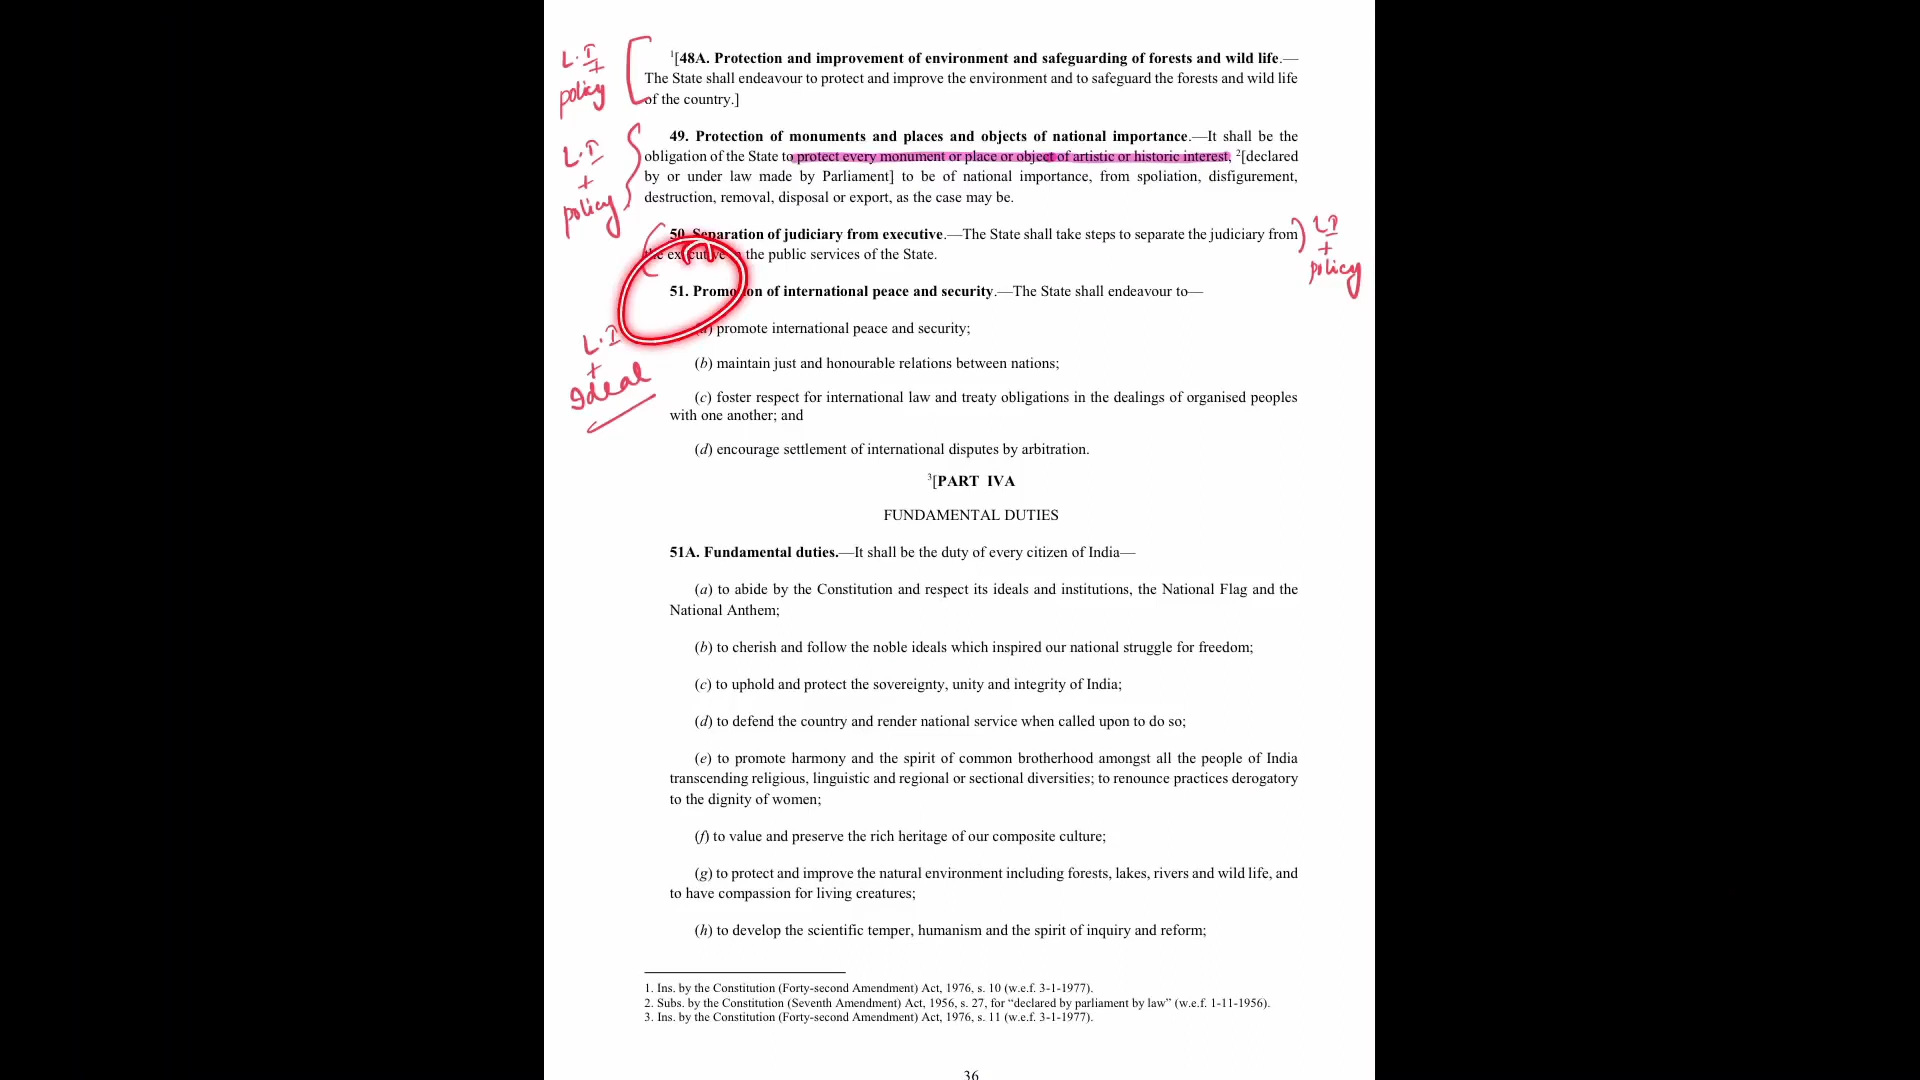 L.I
+
policy
¹[48A. Protection and improvement of environment and safeguarding of forests and wild life.—
The State shall endeavour to protect and improve the environment and to safeguard the forests and wild life
of the country.]
L.I
+
policy
49. Protection of monuments and places and objects of national importance.—It shall be the
obligation of the State to protect every monument or place or object of artistic or historic interest, ²[declared
by or under law made by Parliament] to be of national importance, from spoliation, disfigurement,
destruction, removal, disposal or export, as the case may be.
50. Separation of judiciary from executive.—The State shall take steps to separate the judiciary from
the executive in the public services of the State.
LI
+
policy
51. Promotion of international peace and security.—The State shall endeavour to—
L.I
+
Ideal
(a) promote international peace and security;
(b) maintain just and honourable relations between nations;
(c) foster respect for international law and treaty obligations in the dealings of organised peoples
with one another; and
(d) encourage settlement of international disputes by arbitration.
³[PART IVA
FUNDAMENTAL DUTIES
51A. Fundamental duties.—It shall be the duty of every citizen of India—
(a) to abide by the Constitution and respect its ideals and institutions, the National Flag and the
National Anthem;
(b) to cherish and follow the noble ideals which inspired our national struggle for freedom;
(c) to uphold and protect the sovereignty, unity and integrity of India;
(d) to defend the country and render national service when called upon to do so;
(e) to promote harmony and the spirit of common brotherhood amongst all the people of India
transcending religious, linguistic and regional or sectional diversities; to renounce practices derogatory
to the dignity of women;
(f) to value and preserve the rich heritage of our composite culture;
(g) to protect and improve the natural environment including forests, lakes, rivers and wild life, and
to have compassion for living creatures;
(h) to develop the scientific temper, humanism and the spirit of inquiry and reform;
1. Ins. by the Constitution (Forty-second Amendment) Act, 1976, s. 10 (w.e.f. 3-1-1977).
2. Subs. by the Constitution (Seventh Amendment) Act, 1956, s. 27, for “declared by parliament by law” (w.e.f. 1-11-1956).
3. Ins. by the Constitution (Forty-second Amendment) Act, 1976, s. 11 (w.e.f. 3-1-1977).
36